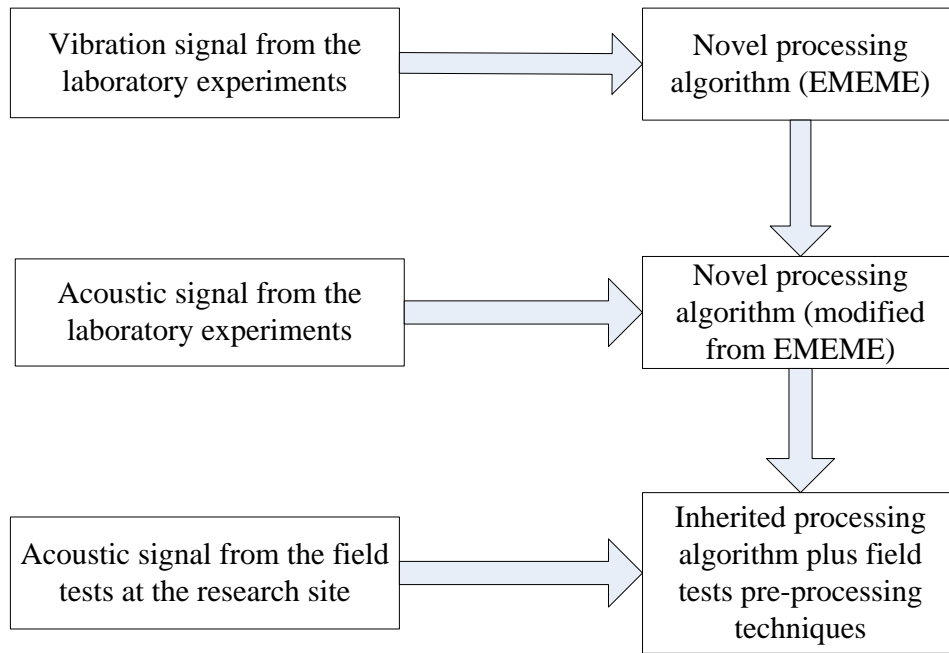 Vibration signal from the
laboratory experiments
Novel processing
algorithm (EMEME)
Acoustic signal from the
laboratory experiments
Novel processing
algorithm (modified
from EMEME)
Acoustic signal from the field
tests at the research site
Inherited processing
algorithm plus field
tests pre-processing
techniques